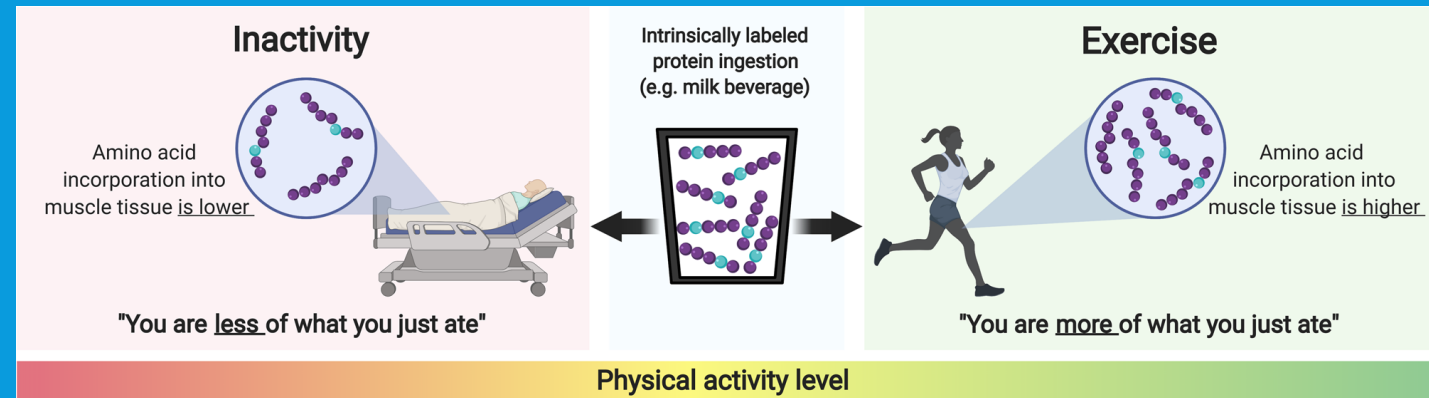 Inactivity
Amino acid
incorporation into
muscle tissue is lower
"You are less of what you just ate"
Intrinsically labeled
protein ingestion
(e.g. milk beverage)
Exercise
Amino acid
incorporation into
muscle tissue is higher
"You are more of what you just ate"
Physical activity level